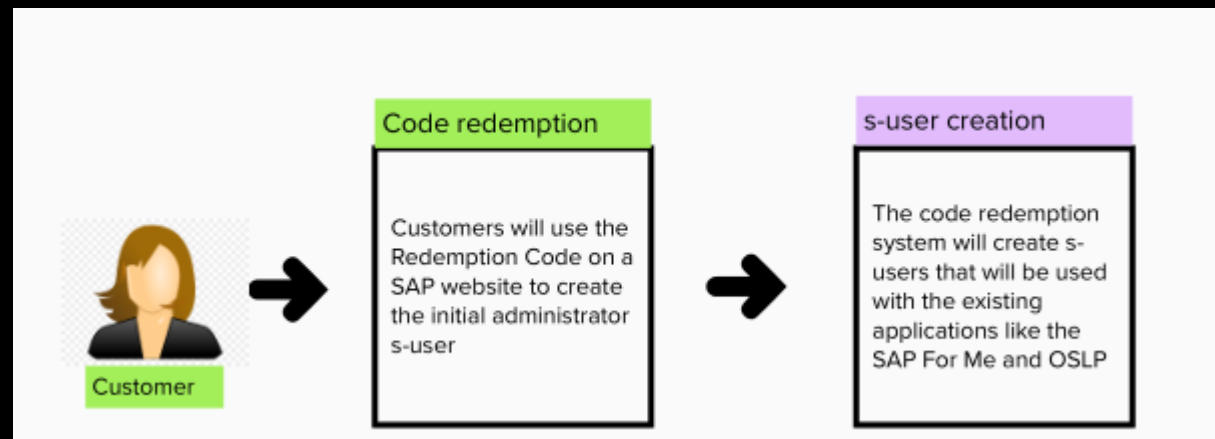 Code redemption
Customers will use the
Redemption Code on a
SAP website to create
the initial administrator
s-user
s-user creation
The code redemption
system will create s-
users that will be used
with the existing
applications like the
SAP For Me and OSLP
Customer